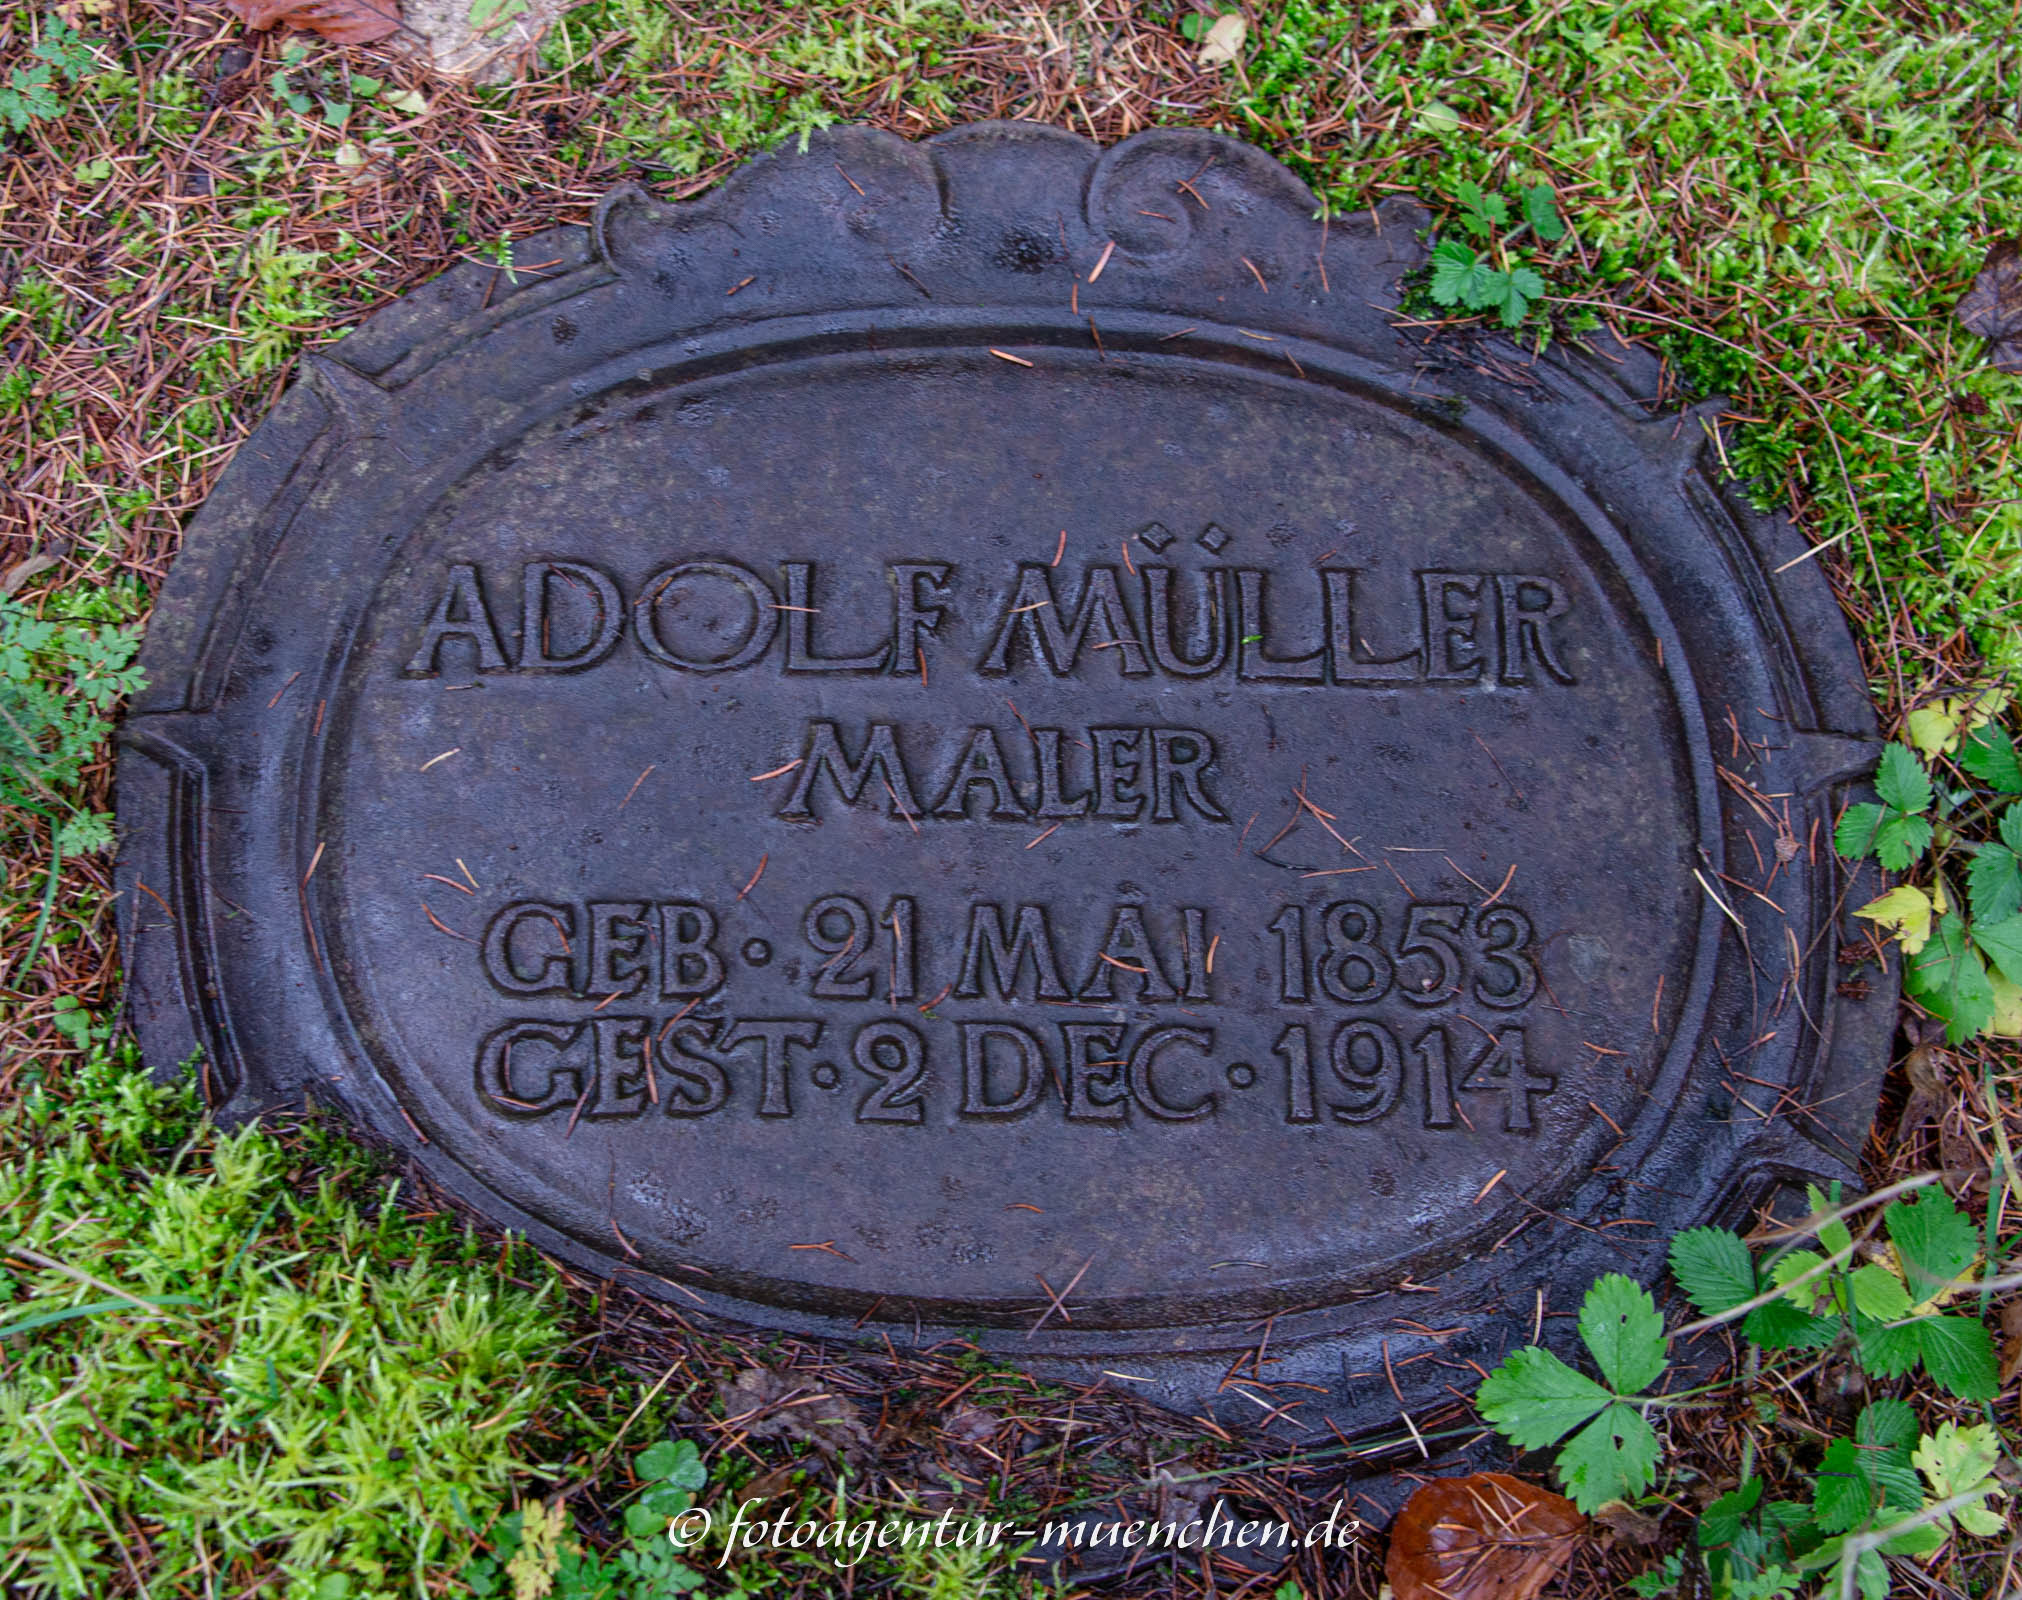 ADOLF MÜLLER
MALER
GEB · 21 MAI 1853
GEST · 2 DEC · 1914
© fotoagentur-muenchen.de